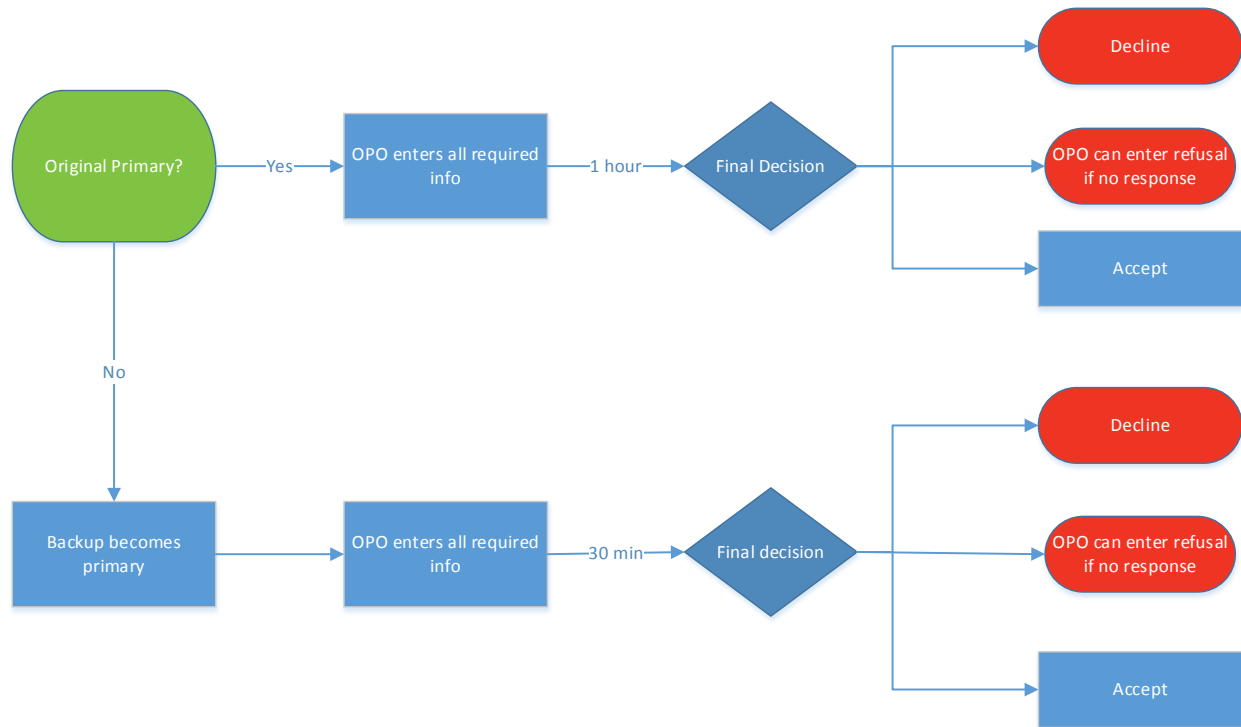 Decline
Original Primary?
Yes
OPO enters all required
info
1 hour
Final Decision
OPO can enter refusal
if no response
Accept
No
Decline
Backup becomes
primary
OPO enters all required
info
30 min
Final decision
OPO can enter refusal
if no response
Accept